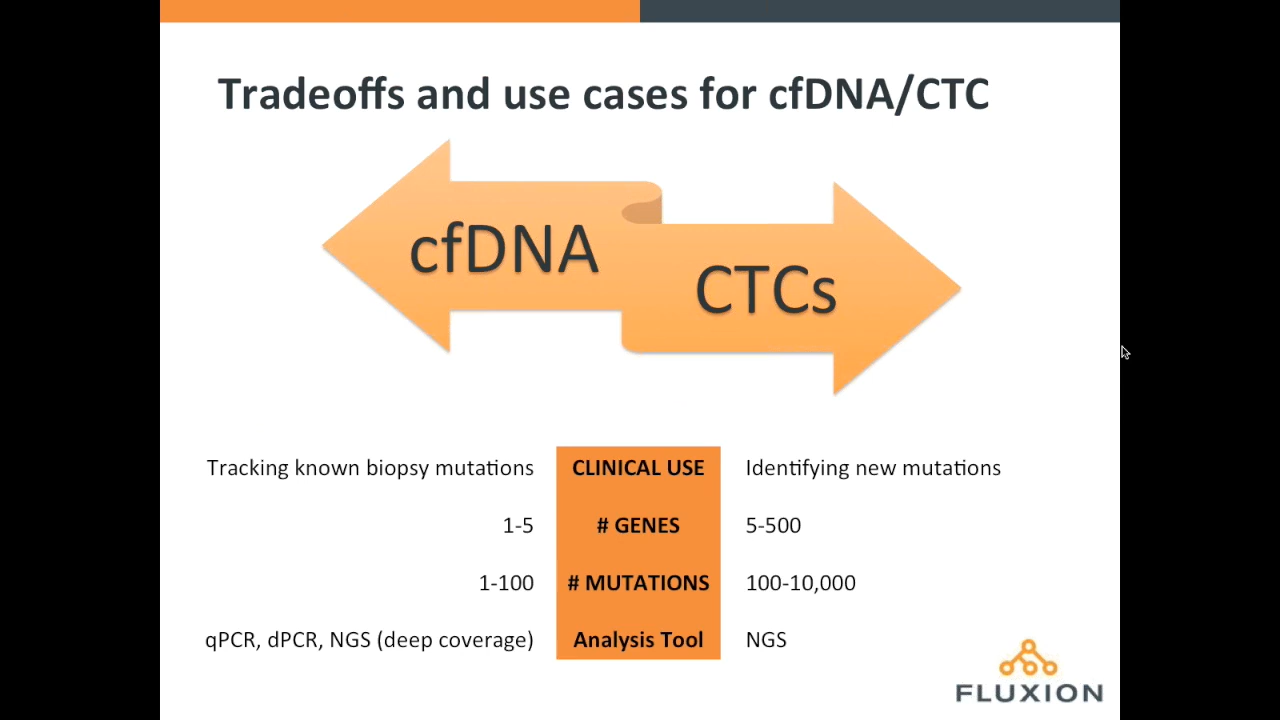 Tradeoffs and use cases for cfDNA/CTC
cfDNA
CTCs
Tracking known biopsy mutations CLINICAL USE Identifying new mutations
1-5 # GENES 5-500
1-100 # MUTATIONS 100-10,000
qPCR, dPCR, NGS (deep coverage) Analysis Tool NGS
FLUXION